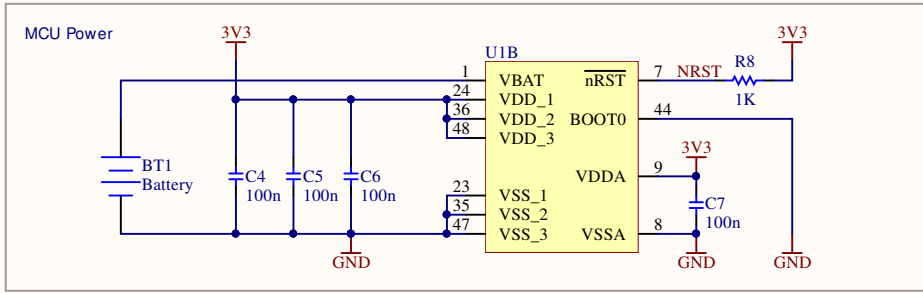 MCU Power
3V3
3V3
U1B
1 VBAT
nRST 7 NRST
R8
1K
24 VDD_1
36 VDD_2
BOOT0 44
48 VDD_3
3V3
BT1
Battery
C4
100n
C5
100n
C6
100n
VDDA 9
23 VSS_1
35 VSS_2
47 VSS_3
C7
100n
VSSA 8
GND
GND
GND